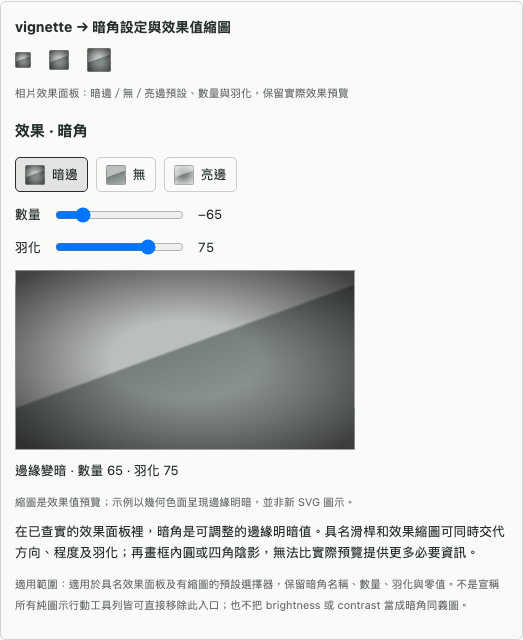 vignette → 暗角設定與效果值縮圖
相片效果面板：暗邊 / 無 / 亮邊預設、數量與羽化，保留實際效果預覽
效果 · 暗角
暗邊 無 亮邊
數量 −65
羽化 75
邊緣變暗 · 數量 65 · 羽化 75
縮圖是效果值預覽；示例以幾何色面呈現邊緣明暗，並非新 SVG 圖示。
在已查實的效果面板裡，暗角是可調整的邊緣明暗值。具名滑桿和效果縮圖可同時交代
方向、程度及羽化；再畫框內圓或四角陰影，無法比實際預覽提供更多必要資訊。
適用範圍：適用於具名效果面板及有縮圖的預設選擇器，保留暗角名稱、數量、羽化與零值。不是宣稱
所有純圖示行動工具列皆可直接移除此入口；也不把 brightness 或 contrast 當成暗角同義圖。